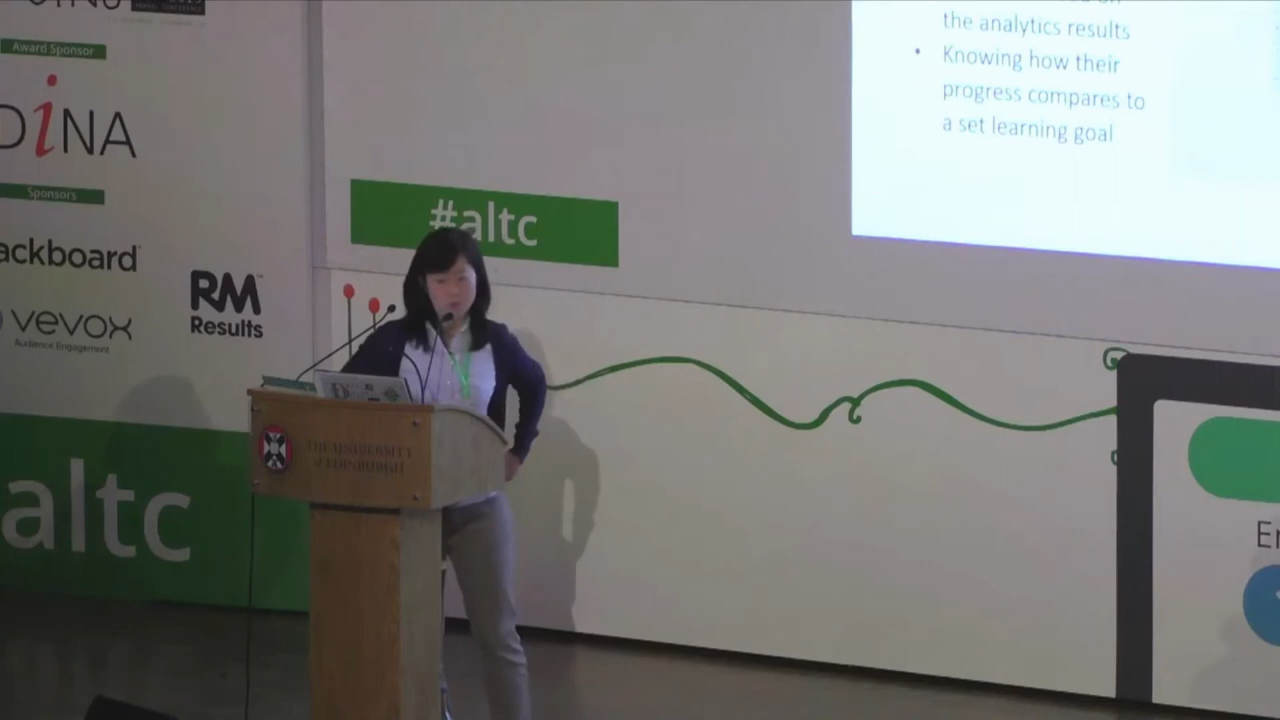 Award Sponsor
DiNA
Sponsors
ackboard
RM
Results
vevox
Audience Engagement
altc
#altc
THE UNIVERSITY
of EDINBURGH
the analytics results
• Knowing how their
progress compares to
a set learning goal